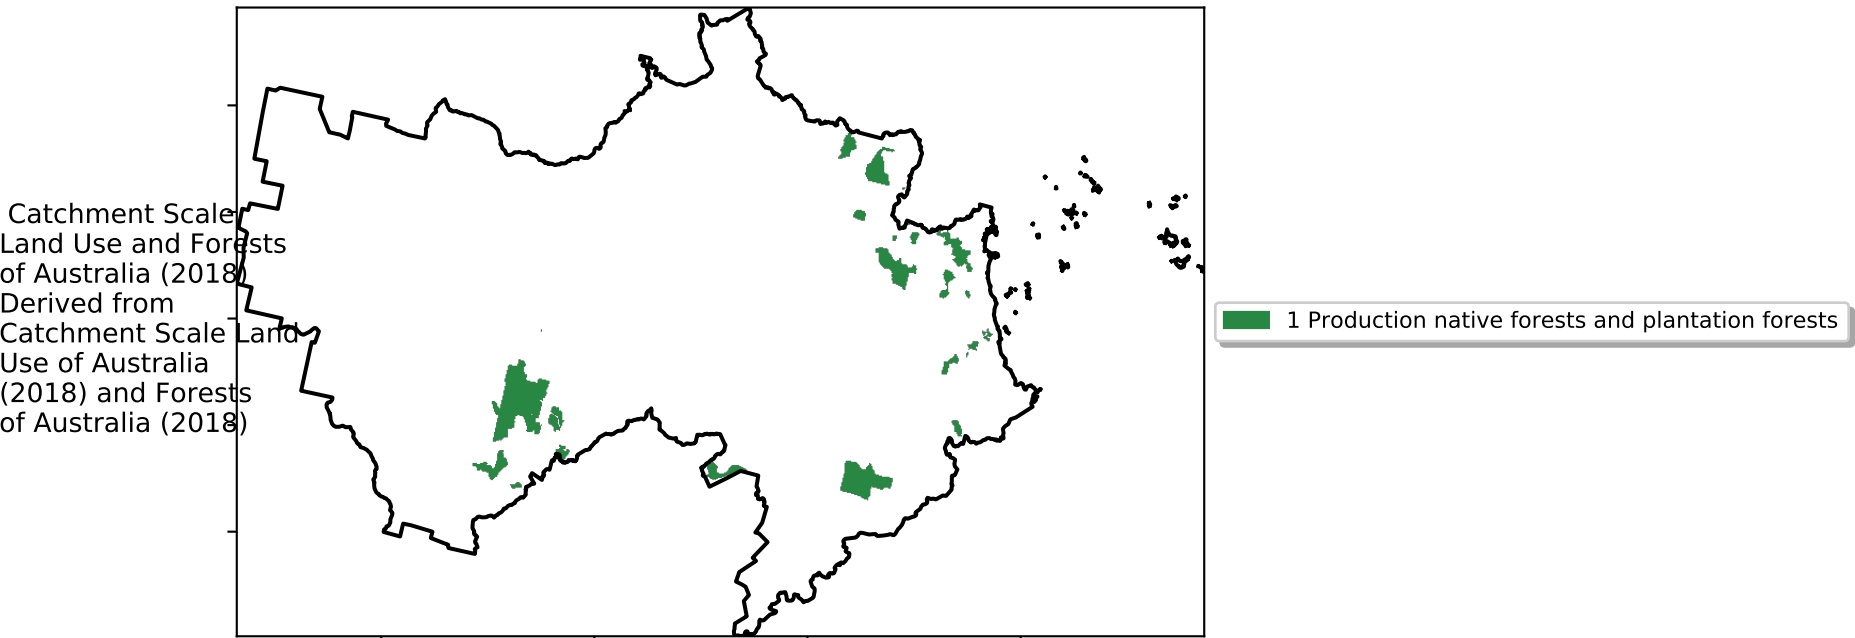 Catchment Scale
Land Use and Forests
of Australia (2018)
Derived from
Catchment Scale Land
Use of Australia
(2018) and Forests
of Australia (2018)
1 Production native forests and plantation forests